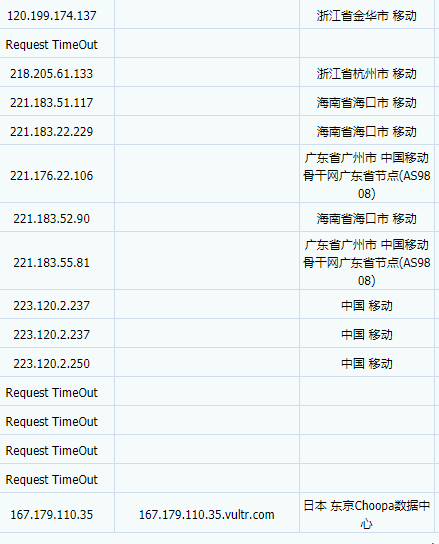 120.199.174.137 浙江省金华市 移动
Request TimeOut
218.205.61.133 浙江省杭州市 移动
221.183.51.117 海南省海口市 移动
221.183.22.229 海南省海口市 移动
广东省广州市 中国移动
221.176.22.106 骨干网广东省节点(AS98
08)
221.183.52.90 海南省海口市 移动
广东省广州市 中国移动
221.183.55.81 骨干网广东省节点(AS98
08)
223.120.2.237 中国 移动
223.120.2.237 中国 移动
223.120.2.250 中国 移动
Request TimeOut
Request TimeOut
Request TimeOut
Request TimeOut
167.179.110.35 167.179.110.35.vultr.com 日本 东京Choopa数据中
心